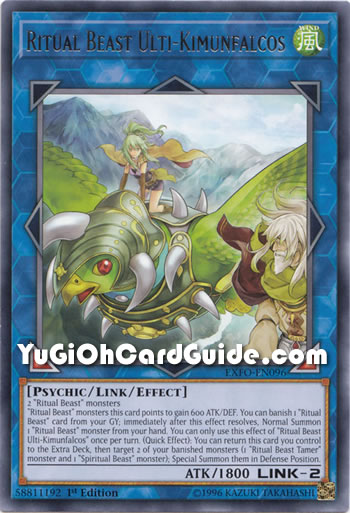 Ritual Beast Ulti-Kimunfalcos
WIND
風
YuGiOhCardGuide.com
EXFO-EN096
[Psychic/Link/Effect]
2 "Ritual Beast" monsters
"Ritual Beast" monsters this card points to gain 600 ATK/DEF. You can banish 1 "Ritual
Beast" card from your GY; immediately after this effect resolves, Normal Summon
1 "Ritual Beast" monster from your hand. You can only use this effect of "Ritual Beast
Ulti-Kimunfalcos" once per turn. (Quick Effect): You can return this card you control
to the Extra Deck, then target 2 of your banished monsters (1 "Ritual Beast Tamer"
monster and 1 "Spiritual Beast" monster); Special Summon them in Defense Position.
ATK/1800 LINK-2
58811192 1st Edition ©1996 KAZUKI TAKAHASHI